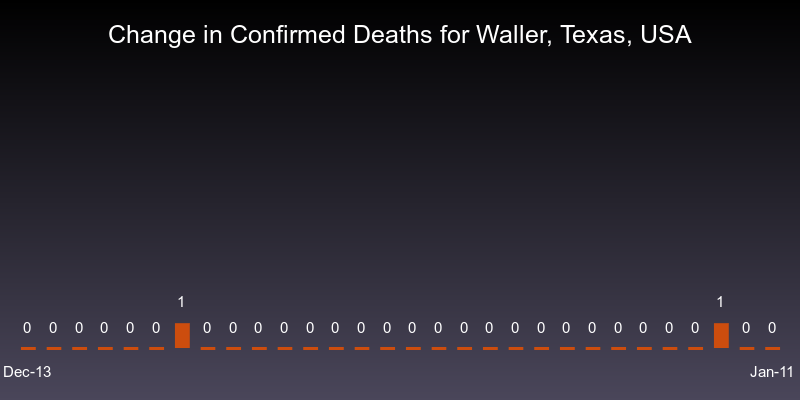 Change in Confirmed Deaths for Waller, Texas, USA
1 1
0 0 0 0 0 0 0 0 0 0 0 0 0 0 0 0 0 0 0 0 0 0 0 0 0 0 0 0
Dec-13 Jan-11